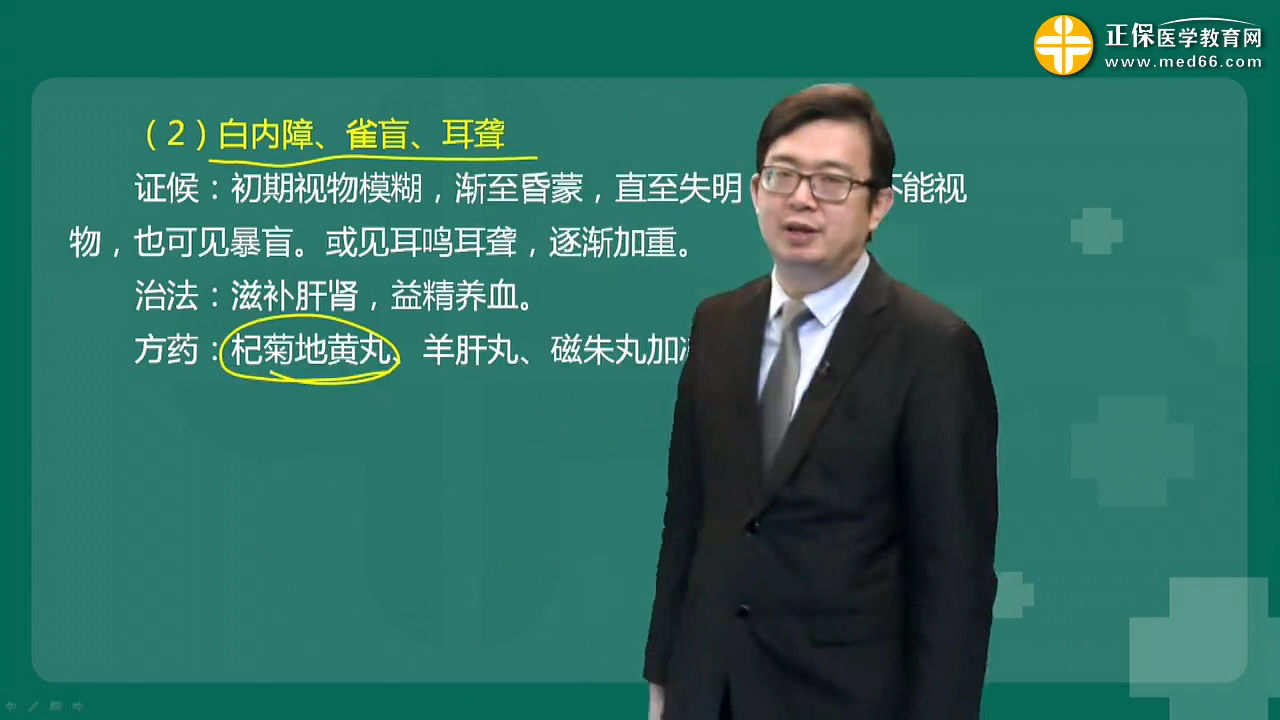 正保医学教育网
www.med66.com
（2）白内障、雀盲、耳聋
证候：初期视物模糊，渐至昏蒙，直至失明 不能视
物，也可见暴盲。或见耳鸣耳聋，逐渐加重。
治法：滋补肝肾，益精养血。
方药：杞菊地黄丸、羊肝丸、磁朱丸加